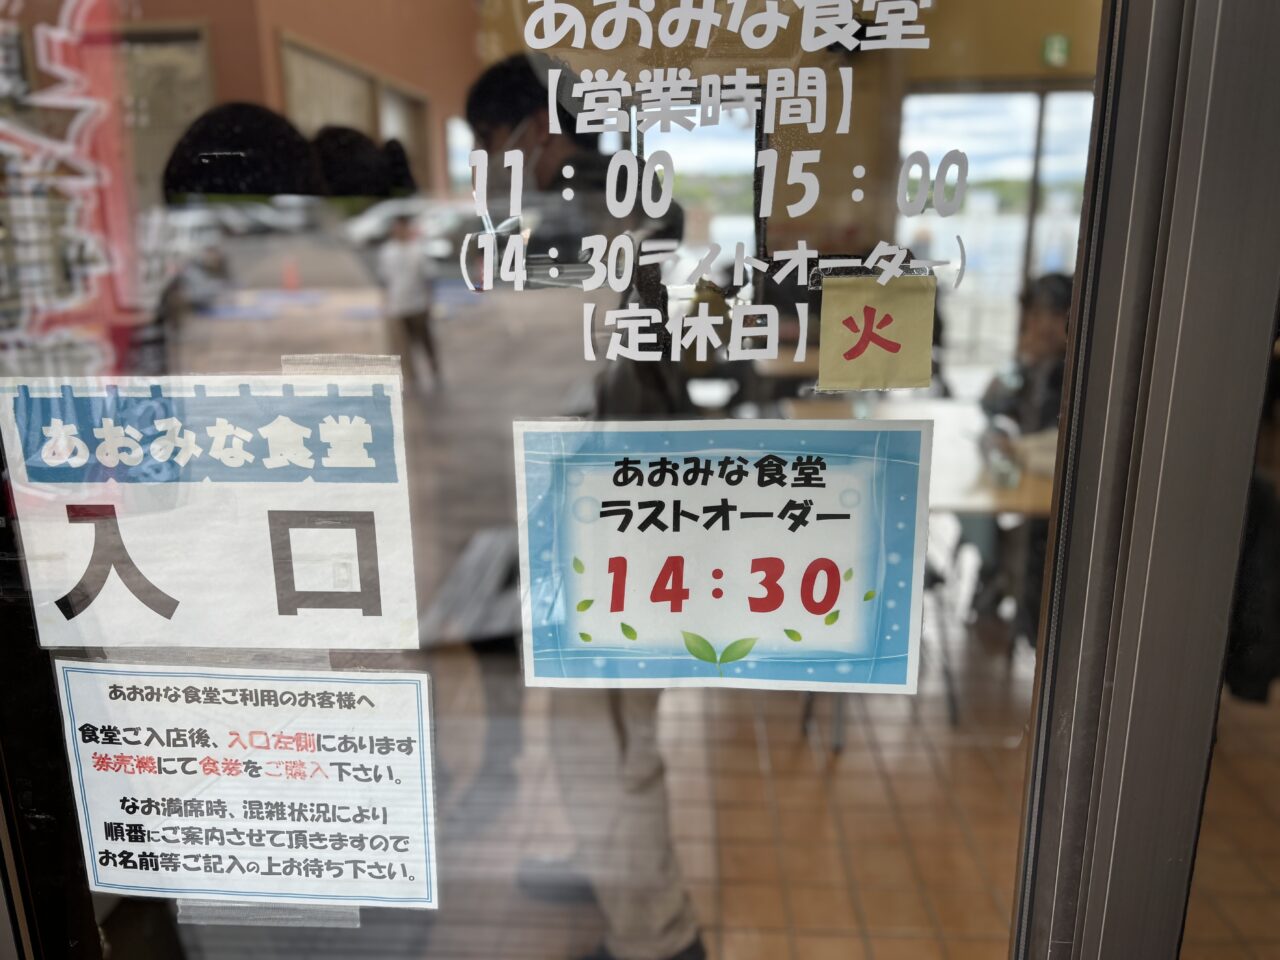 あおみな食堂
【営業時間】
11：00　15：00
(14：30ラストオーダー)
【定休日】火
あおみな食堂
入口
あおみな食堂
ラストオーダー
14:30
あおみな食堂ご利用のお客様へ
食堂ご入店後、入口左側にあります
券売機にて食券をご購入下さい。
なお満席時、混雑状況により
順番にご案内させて頂きますので
お名前等ご記入の上お待ち下さい。